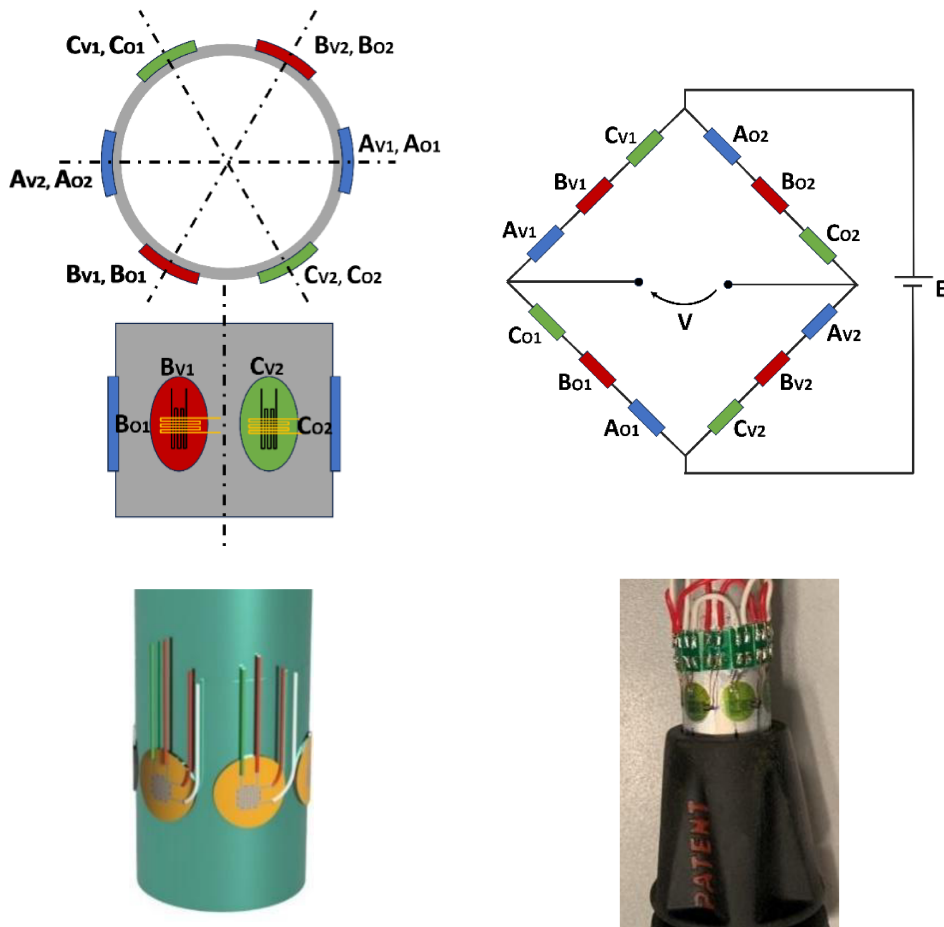 CV1, CO1
BV2, BO2
AV1, AO1
AV2, AO2
BV1, BO1
CV2, CO2
BV1
CV2
BO1
CO2
CV1
AO2
BV1
BO2
AV1
CO2
V
E
CO1
AV2
BO1
BV2
AO1
CV2
PATENT